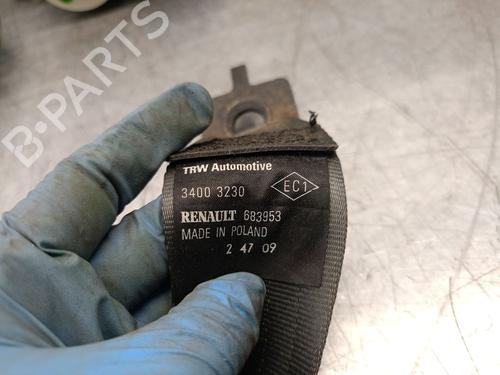 B-PARTS
TRW Automotive
3400 3230
EC1
RENAULT 683953
MADE IN POLAND
2 47 09